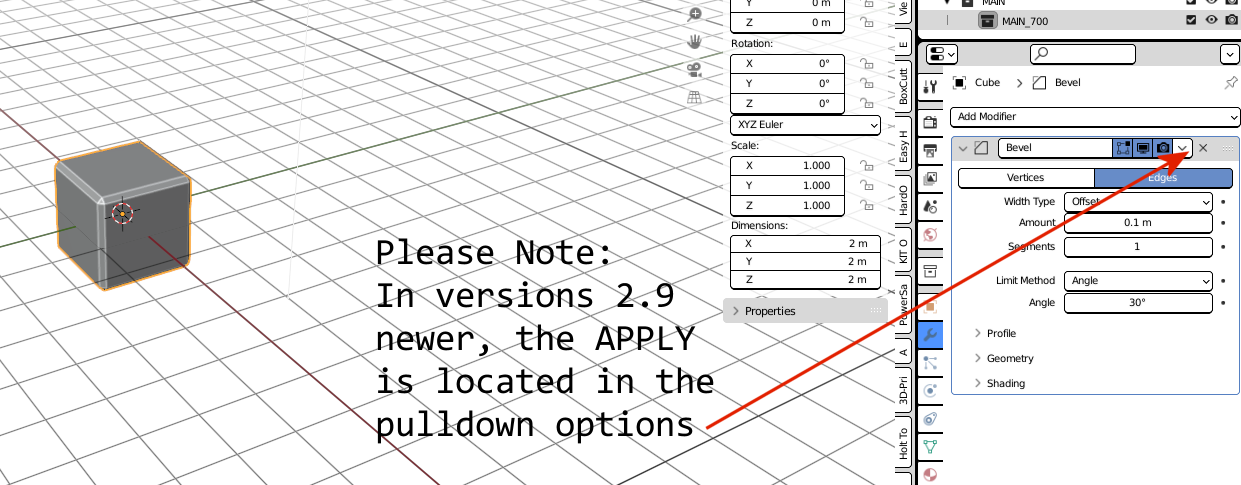 MAIN
MAIN_700
Y 0 m
Z 0 m
Rotation:
X 0°
Y 0°
Z 0°
XYZ Euler
Scale:
X 1.000
Y 1.000
Z 1.000
Dimensions:
X 2 m
Y 2 m
Z 2 m
Properties
Vie
E
BoxCutt
Easy H
HardO
KIT O
PowerSa
A
3D-Pri
Holt To
Cube > Bevel
Add Modifier
Bevel
Vertices Edges
Width Type Offset
Amount 0.1 m
Segments 1
Limit Method Angle
Angle 30°
Profile
Geometry
Shading
Please Note:
In versions 2.9
newer, the APPLY
is located in the
pulldown options